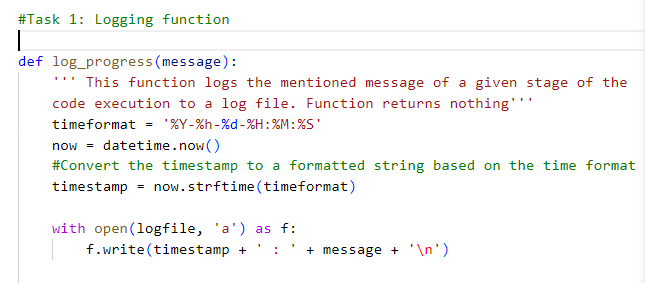 #Task 1: Logging function
def log_progress(message):
    ''' This function logs the mentioned message of a given stage of the
    code execution to a log file. Function returns nothing'''
    timeformat = '%Y-%h-%d-%H:%M:%S'
    now = datetime.now()
    #Convert the timestamp to a formatted string based on the time format
    timestamp = now.strftime(timeformat)
    with open(logfile, 'a') as f:
        f.write(timestamp + ' : ' + message + '\n')